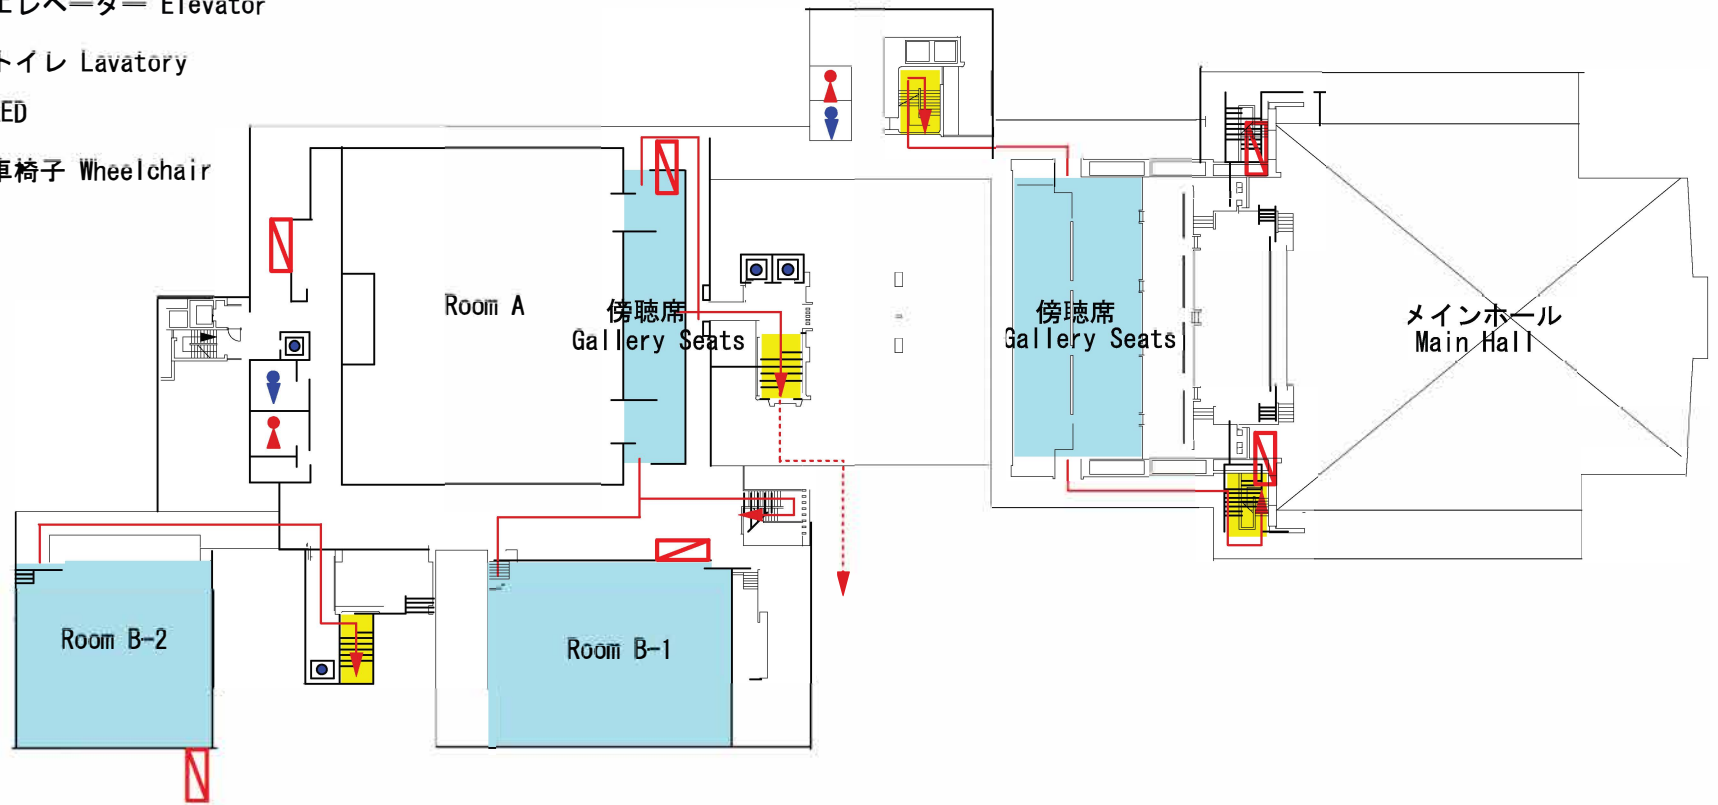 エレベーター Elevator
トイレ Lavatory
ED
車椅子 Wheelchair
Room A
傍聴席
Gallery Seats
傍聴席
Gallery Seats
メインホール
Main Hall
Room B-2
Room B-1